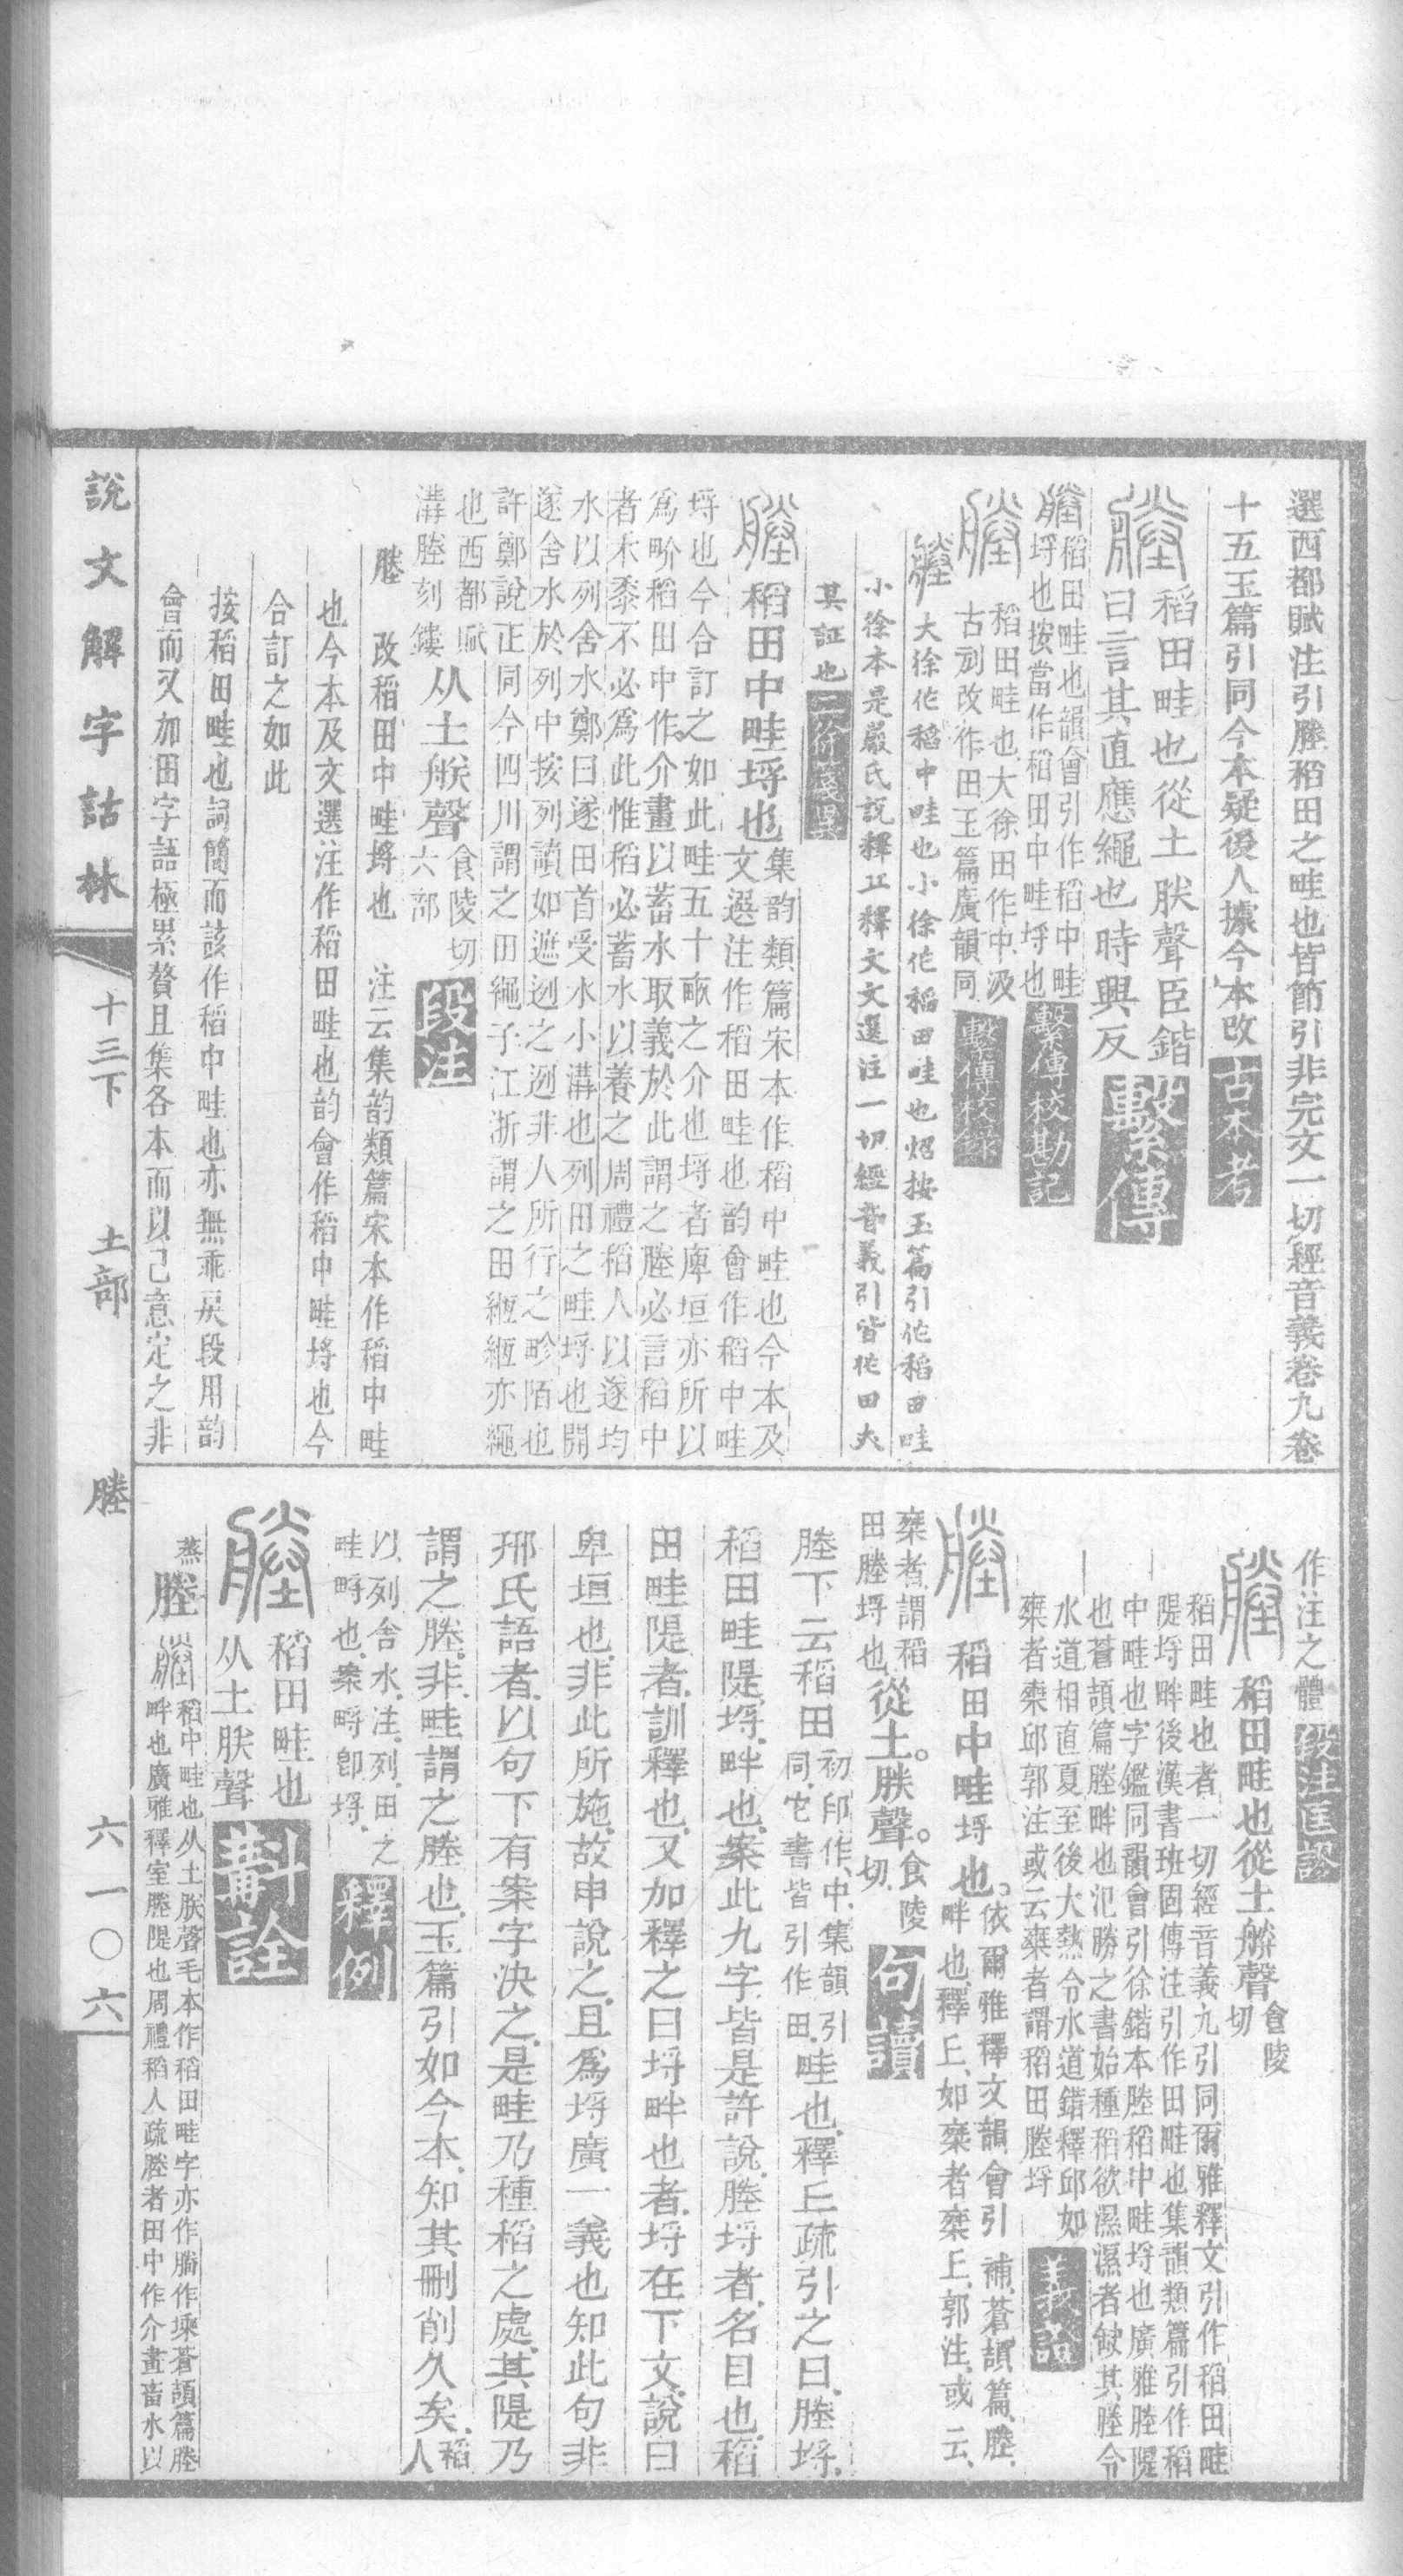 選西都賦注引塍稻田之畦也皆節引非完文一切經音義卷九卷
十五玉篇引同今本疑後人據今本改
古本考
塍
稻田畦也從土朕聲臣鍇
曰言其直應繩也時興反
繫傳
塍
稻田畦也韻會引作稻中畦
埒也按當作稻田中畦埒也
繫傳校勘記
塍
稻田畦也大徐田作中汲
古剜改作田玉篇廣韻同
繫傳校錄
塍
大徐作稻中畦也小徐作稻田畦也炤按玉篇引作稻田畦
小徐本是嚴氏説釋丘釋文文選注一切經音義引皆作田大
其証也
二徐箋異
塍
稻田中畦埒也
集韵類篇宋本作稻中畦也今本及
文選注作稻田畦也韵會作稻中畦
埒也今合訂之如此畦五十畝之介也埒者庳垣亦所以
爲畍稻田中作介畫以蓄水取義於此謂之塍必言稻中
者禾黍不必爲此惟稻必蓄水以養之周禮稻人以遂均
水以列舍水鄭曰遂田首受水小溝也列田之畦埒也開
遂舍水於列中按列讀如遮迾之迾非人所行之畛陌也
許鄭說正同今四川謂之田繩子江浙謂之田緪緪亦繩
也西都賦
溝塍刻鏤
从土朕聲
食陵切
六部
段注
塍 改稻田中畦埒也 注云集韵類篇宋本作稻中畦
也今本及文選注作稻田畦也韵會作稻中畦埒也今
合訂之如此
按稻田畦也詞簡而該作稻中畦也亦無乖戾段用韵
會而又加田字語極累贅且集各本而以己意定之非
作注之體
段注匡謬
塍
稻田畦也從土朕聲
食陵
切
稻田畦也者一切經音義九引同爾雅釋文引作稻田畦
隄埒畔後漢書班固傳注引作田畦也集韻類篇引作稻
中畦也字鑑同韻會引徐鍇本塍稻中畦埒也廣雅塍隄
也蒼頡篇塍畔也氾勝之書始種稻欲濕濕者缺其塍令
水道相直夏至後大熱令水道錯釋邱如
椉者椉邱郭注或云椉者謂稻田塍埒
義證
塍
稻田中畦埒也。
依爾雅釋文韻會引補蒼頡篇塍
畔也釋丘如椉者椉丘郭注或云
椉者謂稻
田塍埒也
從土。朕聲。
食陵
切
句讀
塍下云稻田
初印作中集韻引
同它書皆引作田
畦也釋丘疏引之曰塍埒
稻田畦隄埒畔也案此九字皆是許說塍埒者名目也稻
田畦隄者訓釋也又加釋之曰埒畔也者埒在下文說曰
卑垣也非此所施故申說之且爲埒廣一義也知此句非
邢氏語者以句下有案字決之是畦乃種稻之處其隄乃
謂之塍非畦謂之塍也玉篇引如今本知其刪削久矣
稻
人
以列舍水注列田之
畦埒也案畤卽埒
釋例
塍
稻田畦也
从土朕聲
斠詮
蒸
塍
塍
稻中畦也从土朕聲毛本作稻田畦字亦作𦩻作堘蒼頡篇塍
畔也廣雅釋室塍隄也周禮稻人疏塍者田中作介畫畜水以
說文解字詁林
十三下
土部
塍
六一〇六